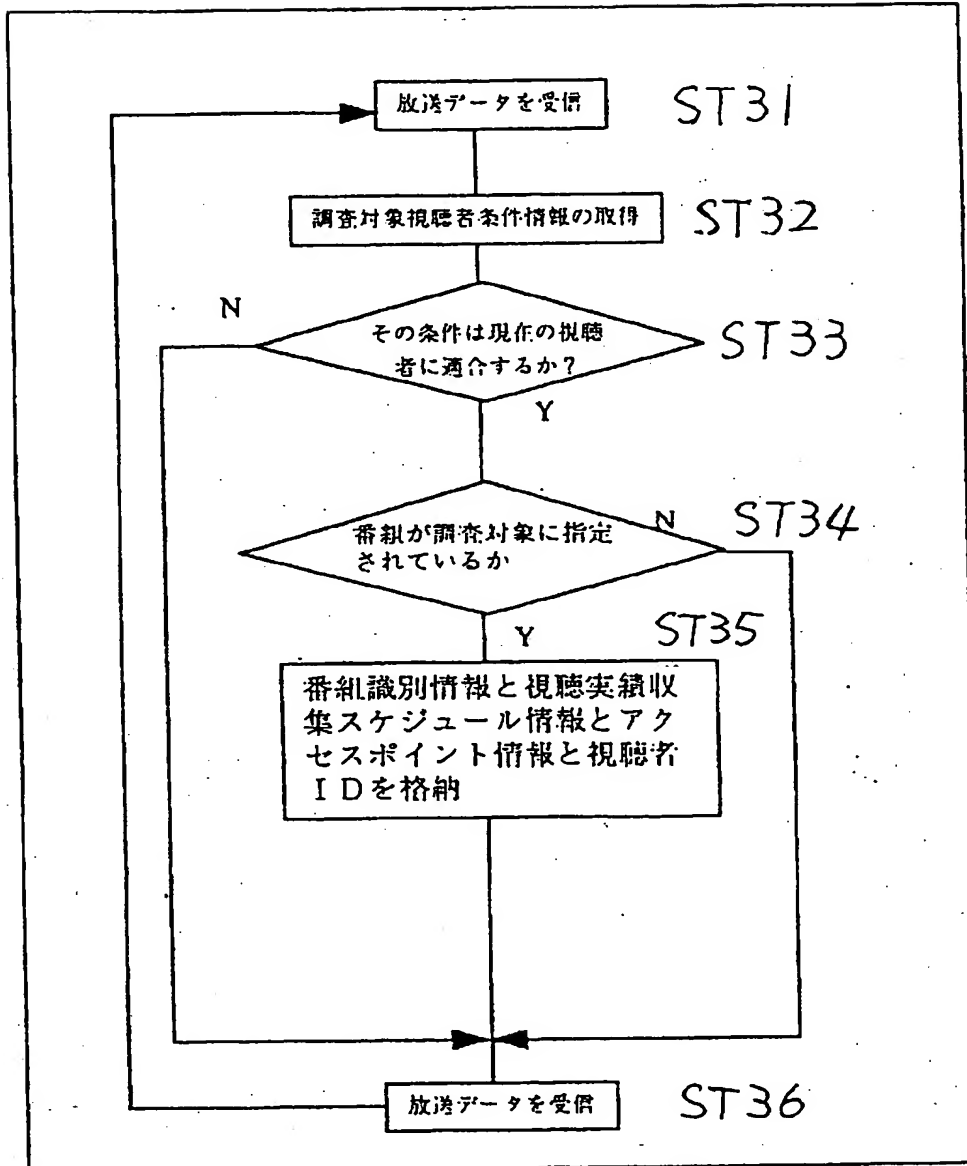 放送データを受信 ST31
調査対象視聴者条件情報の取得 ST32
N
その条件は現在の視聴
者に適合するか？
ST33
Y
番組が調査対象に指定
されているか
N
ST34
Y
ST35
番組識別情報と視聴実績収
集スケジュール情報とアク
セスポイント情報と視聴者
ＩＤを格納
放送データを受信 ST36